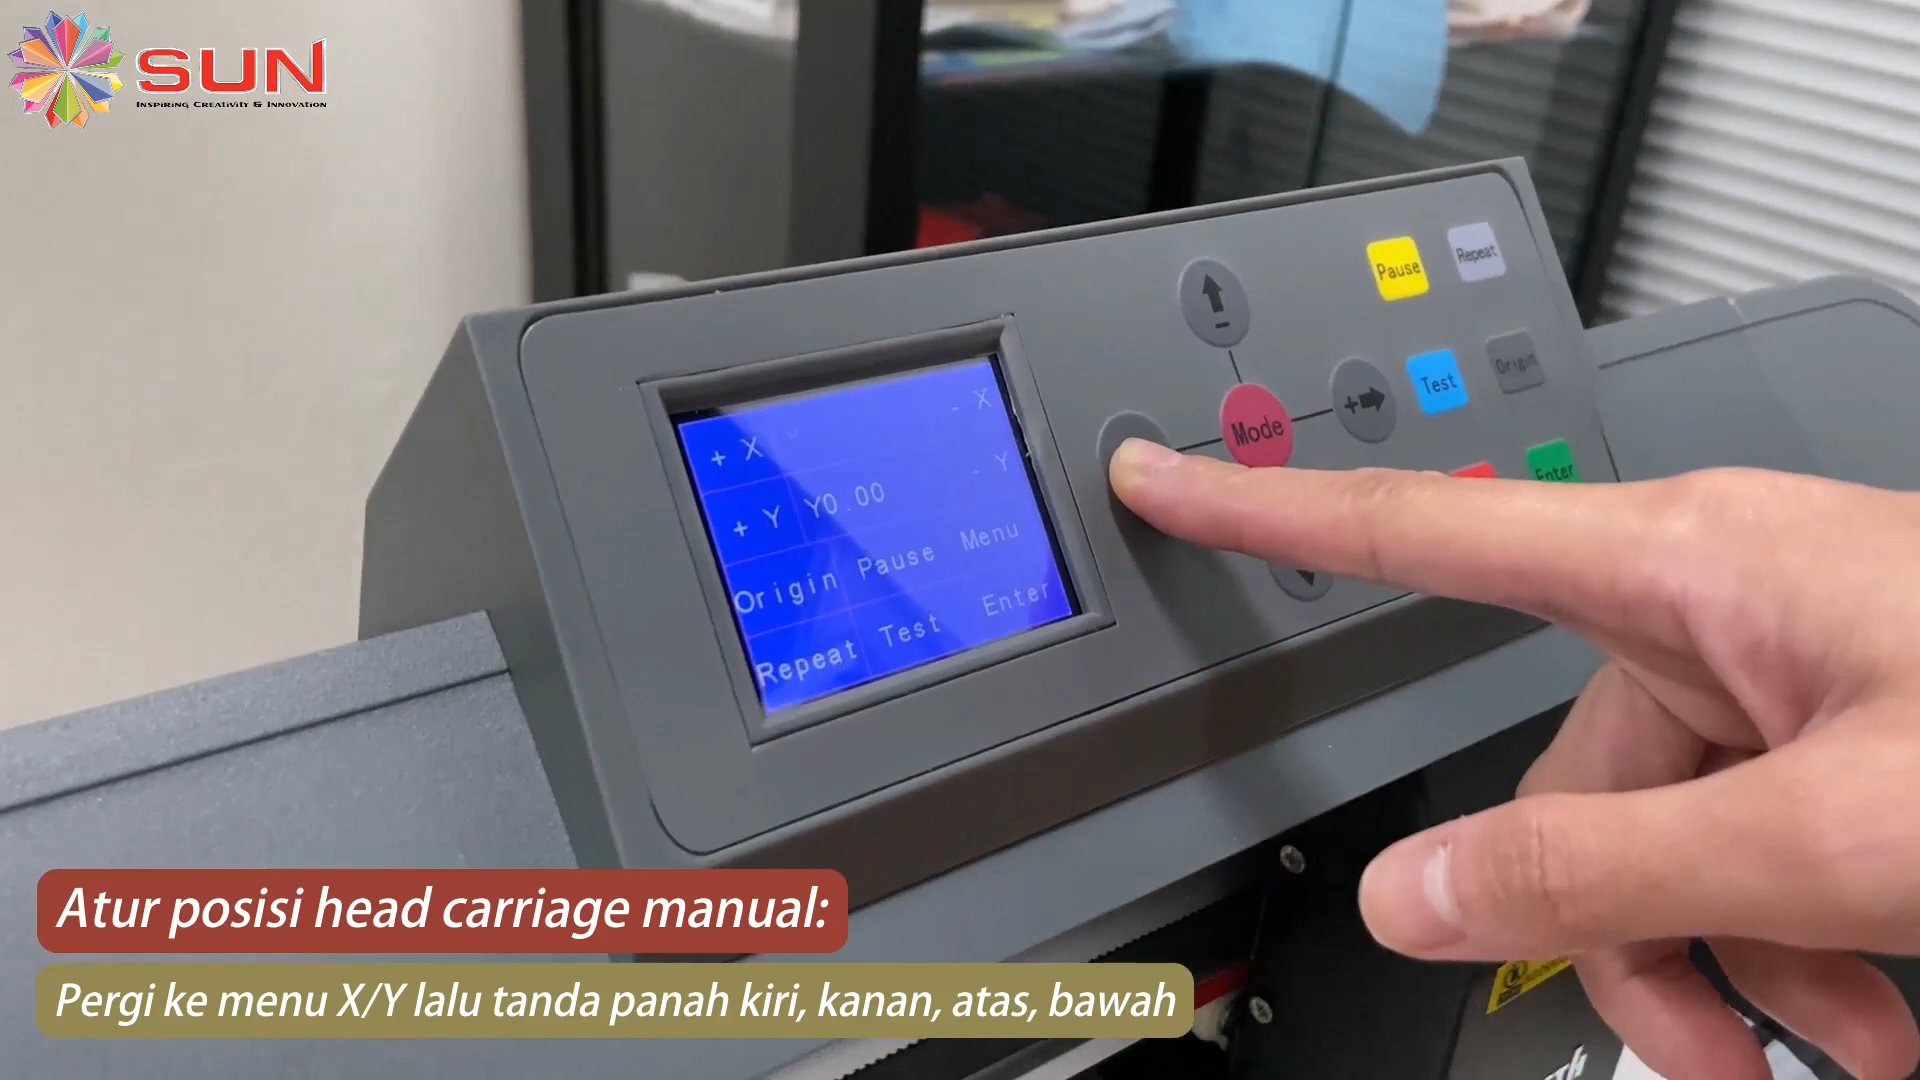 SUN
Inspiring Creativity & Innovation
Pause
Repeat
Test
Origin
Mode
Enter
+ X - X
+ Y Y0.00 - Y
Origin Pause Menu
Repeat Test Enter
Atur posisi head carriage manual:
Pergi ke menu X/Y lalu tanda panah kiri, kanan, atas, bawah